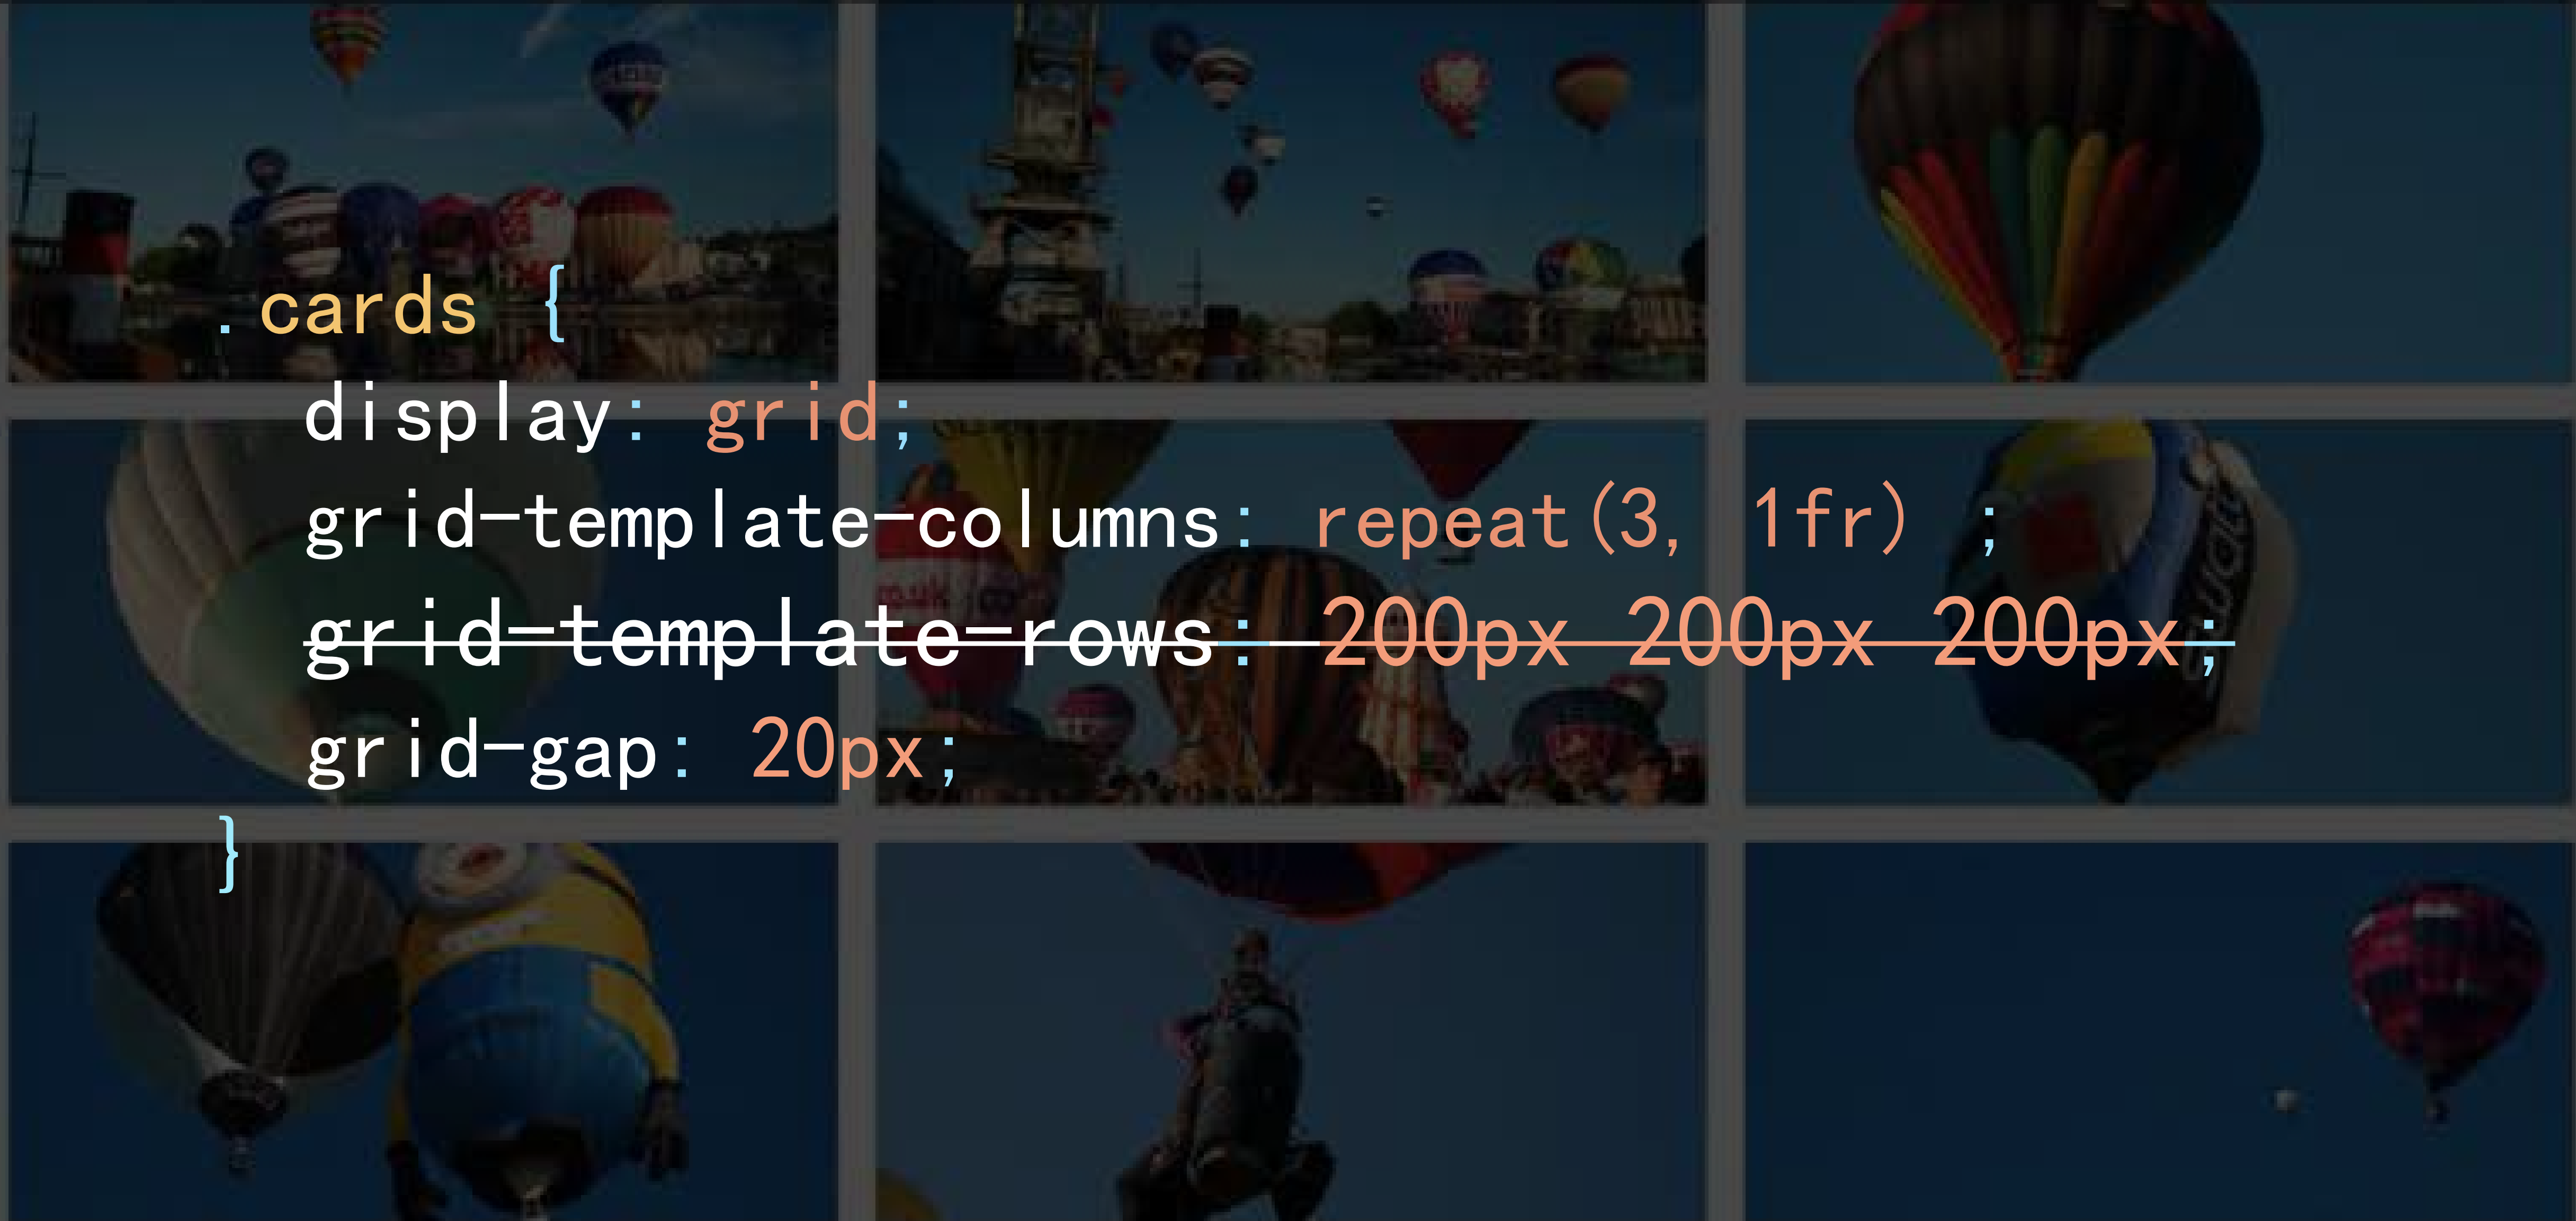 .cards {
display: grid;
grid-template-columns: repeat(3, 1fr) ;
grid-template-rows: 200px 200px 200px;
grid-gap: 20px;
}